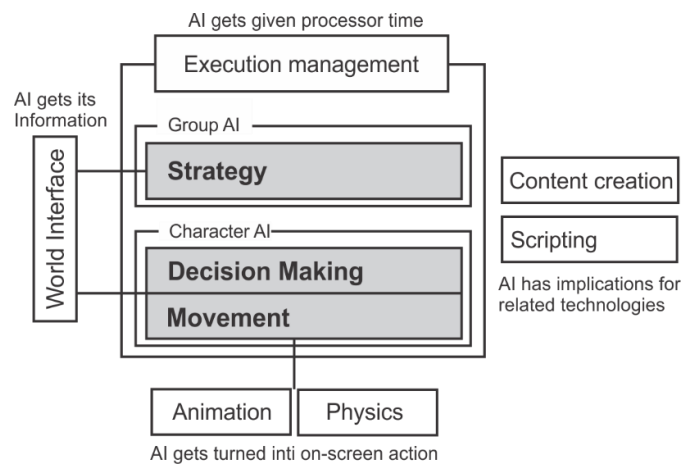 AI gets given processor time
Execution management
AI gets its
Information
World Interface
Group AI
Strategy
Character AI
Decision Making
Movement
Content creation
Scripting
AI has implications for
related technologies
Animation
Physics
AI gets turned inti on-screen action